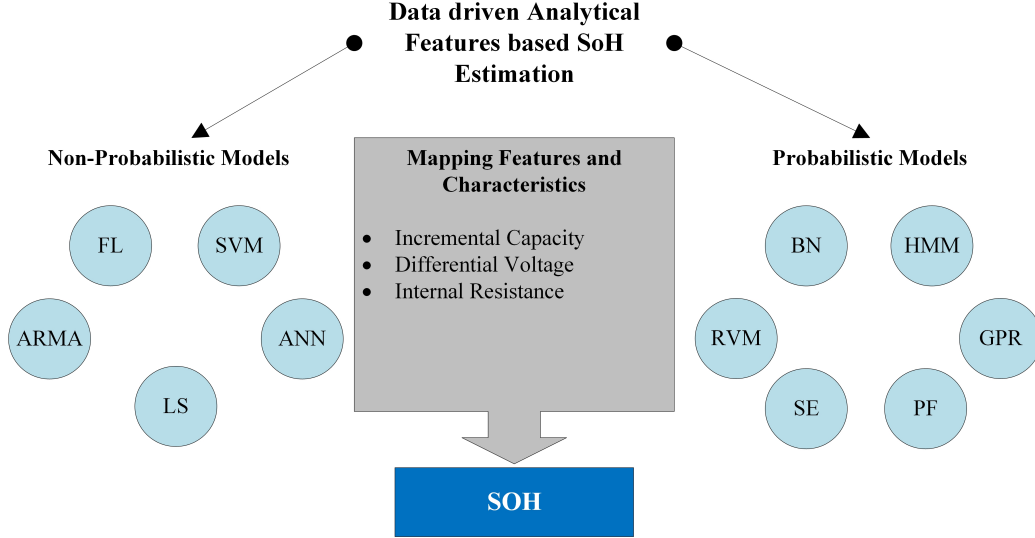 Data driven Analytical
Features based SoH
Estimation
Non-Probabilistic Models
FL
SVM
ARMA
ANN
LS
Mapping Features and
Characteristics
• Incremental Capacity
• Differential Voltage
• Internal Resistance
SOH
Probabilistic Models
BN
HMM
RVM
GPR
SE
PF